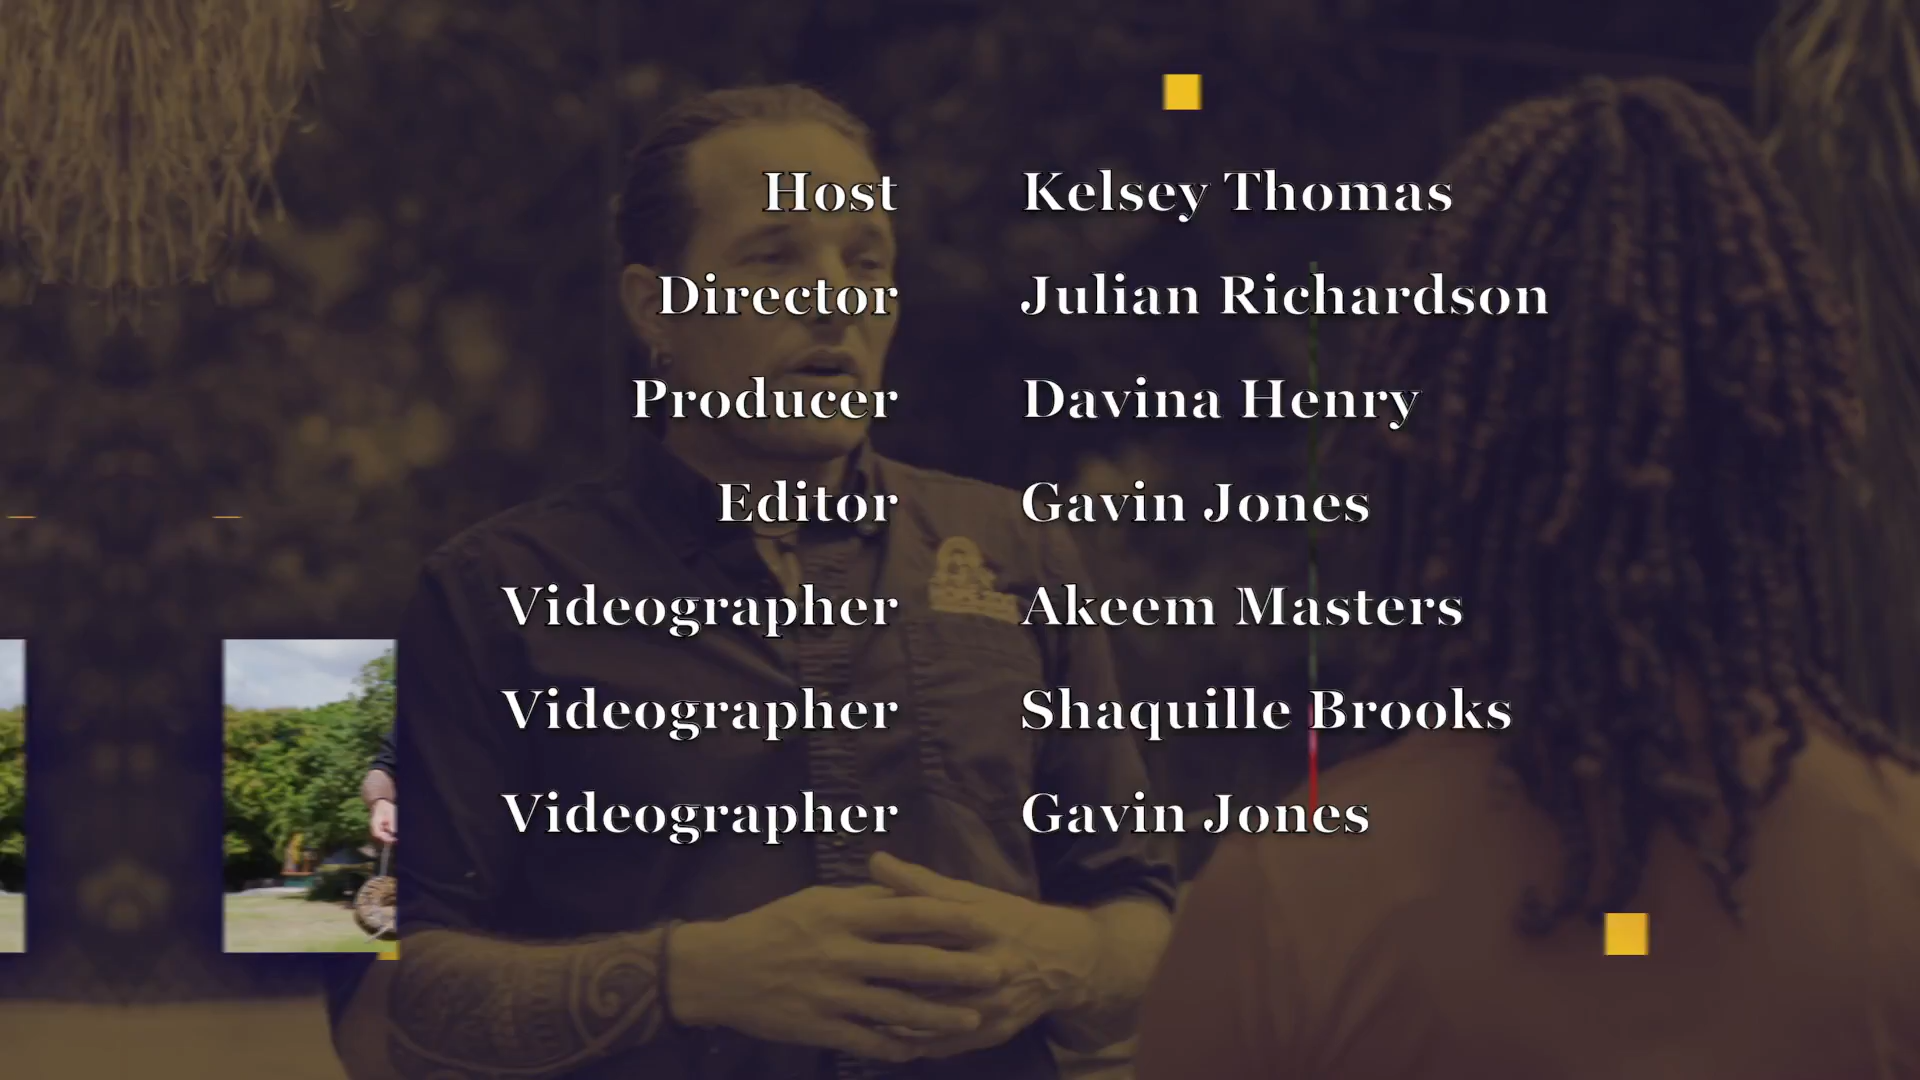 Host Kelsey Thomas
Director Julian Richardson
Producer Davina Henry
Editor Gavin Jones
Videographer Akeem Masters
Videographer Shaquille Brooks
Videographer Gavin Jones